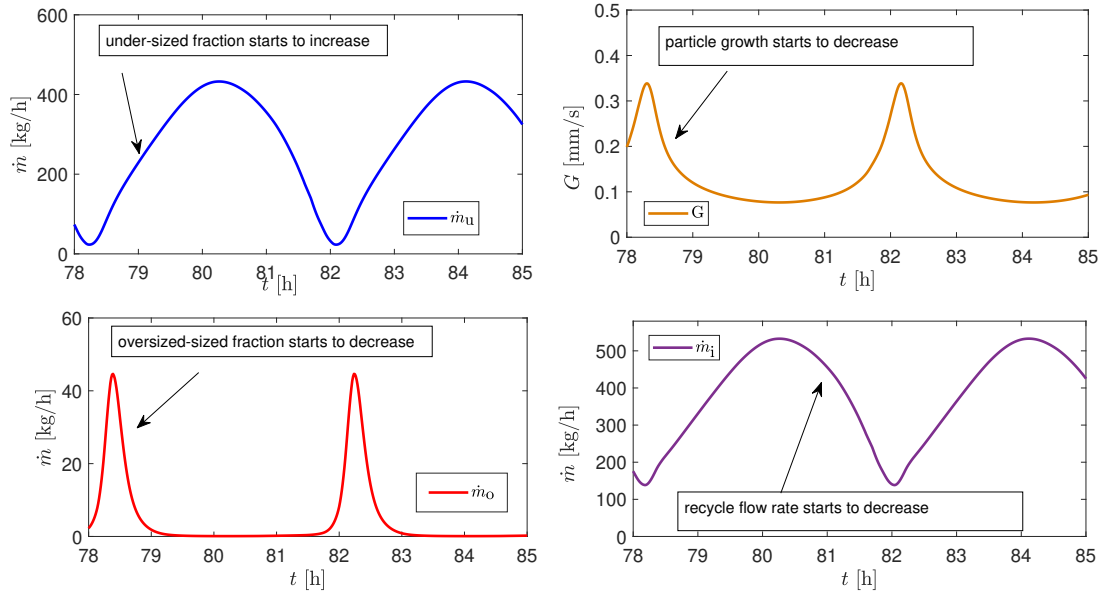 under-sized fraction starts to increase
600
400
200
0
ṁ [kg/h]
ṁu
78 79 80 81 82 83 84 85
t [h]
particle growth starts to decrease
0.5
0.4
0.3
0.2
0.1
0
G [mm/s]
G
78 79 80 81 82 83 84 85
t [h]
oversized-sized fraction starts to decrease
60
40
20
0
ṁ [kg/h]
ṁo
78 79 80 81 82 83 84 85
t [h]
ṁi
500
400
300
200
100
0
ṁ [kg/h]
recycle flow rate starts to decrease
78 79 80 81 82 83 84 85
t [h]